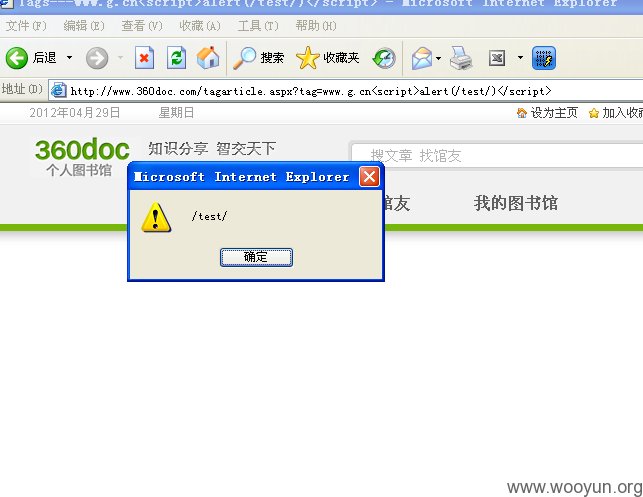 Tags---www.g.cn<script>alert(/test/)</script> - Microsoft Internet Explorer
文件(F) 编辑(E) 查看(V) 收藏(A) 工具(T) 帮助(H)
后退 搜索 收藏夹
地址(D) http://www.360doc.com/tagarticle.aspx?tag=www.g.cn<script>alert(/test/)</script>
2012年04月29日 星期日 设为主页 加入收藏
360doc 知识分享 智交天下
个人图书馆 搜文章 找馆友
Microsoft Internet Explorer
馆友 我的图书馆
/test/
确定
www.wooyun.org